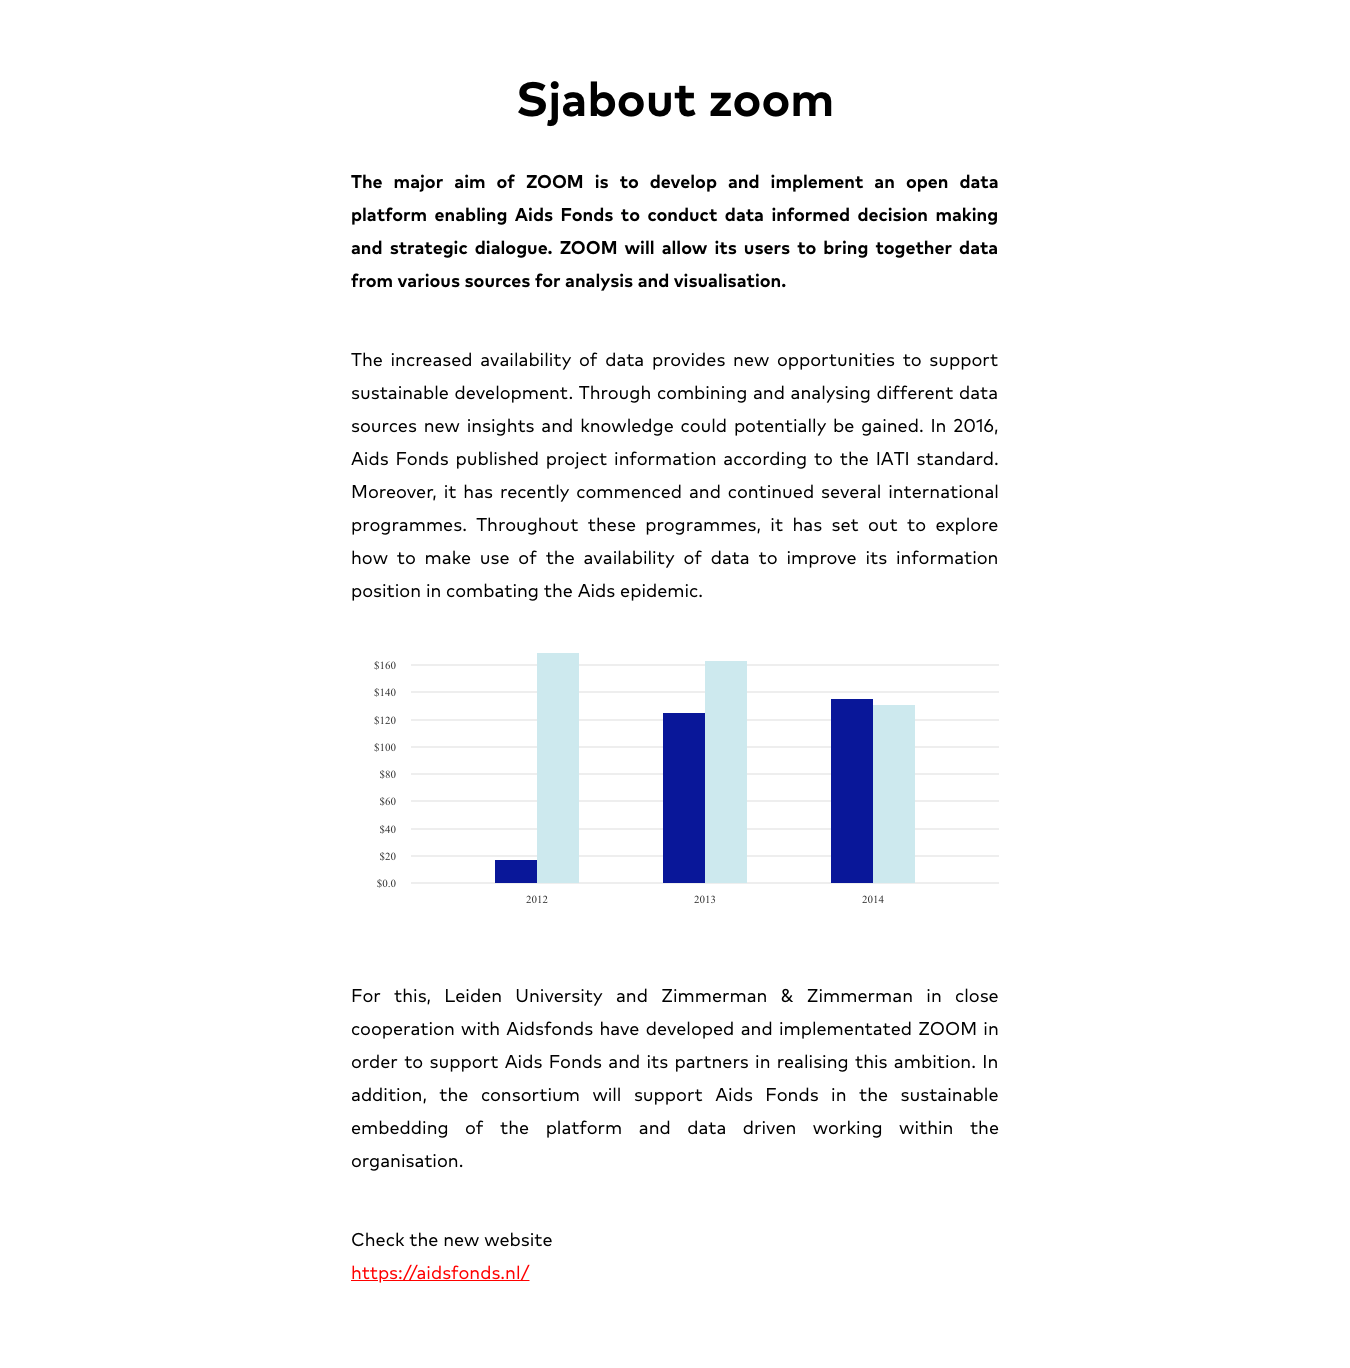 Sjabout zoom
The major aim of ZOOM is to develop and implement an open data
platform enabling Aids Fonds to conduct data informed decision making
and strategic dialogue. ZOOM will allow its users to bring together data
from various sources for analysis and visualisation.
The increased availability of data provides new opportunities to support
sustainable development. Through combining and analysing different data
sources new insights and knowledge could potentially be gained. In 2016,
Aids Fonds published project information according to the IATI standard.
Moreover, it has recently commenced and continued several international
programmes. Throughout these programmes, it has set out to explore
how to make use of the availability of data to improve its information
position in combating the Aids epidemic.
$160
$140
$120
$100
$80
$60
$40
$20
$0.0
2012 2013 2014
For this, Leiden University and Zimmerman & Zimmerman in close
cooperation with Aidsfonds have developed and implementated ZOOM in
order to support Aids Fonds and its partners in realising this ambition. In
addition, the consortium will support Aids Fonds in the sustainable
embedding of the platform and data driven working within the
organisation.
Check the new website
https://aidsfonds.nl/